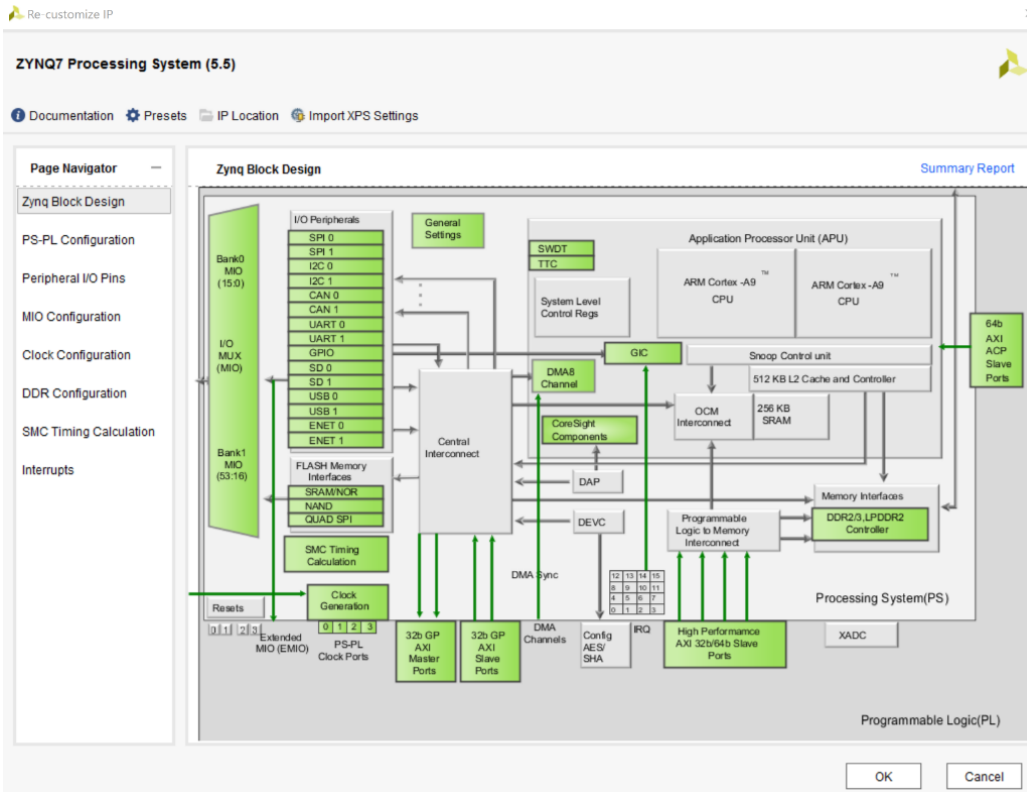 Re-customize IP
ZYNQ7 Processing System (5.5)
Documentation Presets IP Location Import XPS Settings
Page Navigator
Zynq Block Design
PS-PL Configuration
Peripheral I/O Pins
MIO Configuration
Clock Configuration
DDR Configuration
SMC Timing Calculation
Interrupts
Zynq Block Design
Summary Report
Bank0
MIO
(15:0)
I/O
MUX
(MIO)
Bank1
MIO
(53:16)
I/O Peripherals
SPI 0
SPI 1
I2C 0
I2C 1
CAN 0
CAN 1
UART 0
UART 1
GPIO
SD 0
SD 1
USB 0
USB 1
ENET 0
ENET 1
FLASH Memory
Interfaces
SRAM/NOR
NAND
QUAD SPI
SMC Timing
Calculation
General
Settings
Central
Interconnect
Application Processor Unit (APU)
SWDT
TTC
System Level
Control Regs
ARM Cortex -A9 ™
CPU
ARM Cortex -A9 ™
CPU
GIC
Snoop Control unit
DMA8
Channel
512 KB L2 Cache and Controller
OCM
Interconnect
256 KB
SRAM
CoreSight
Components
DAP
DEVC
64b
AXI
ACP
Slave
Ports
Memory Interfaces
DDR2/3,LPDDR2
Controller
Programmable
Logic to Memory
Interconnect
Processing System(PS)
DMA Sync
12 13 14 15
8 9 10 11
4 5 6 7
0 1 2 3
Resets
0 1 2 3
Clock
Generation
0 1 2 3
Extended
MIO (EMIO)
PS-PL
Clock Ports
32b GP
AXI
Master
Ports
32b GP
AXI
Slave
Ports
DMA
Channels
Config
AES/
SHA
IRQ
High Performamce
AXI 32b/64b Slave
Ports
XADC
Programmable Logic(PL)
OK
Cancel